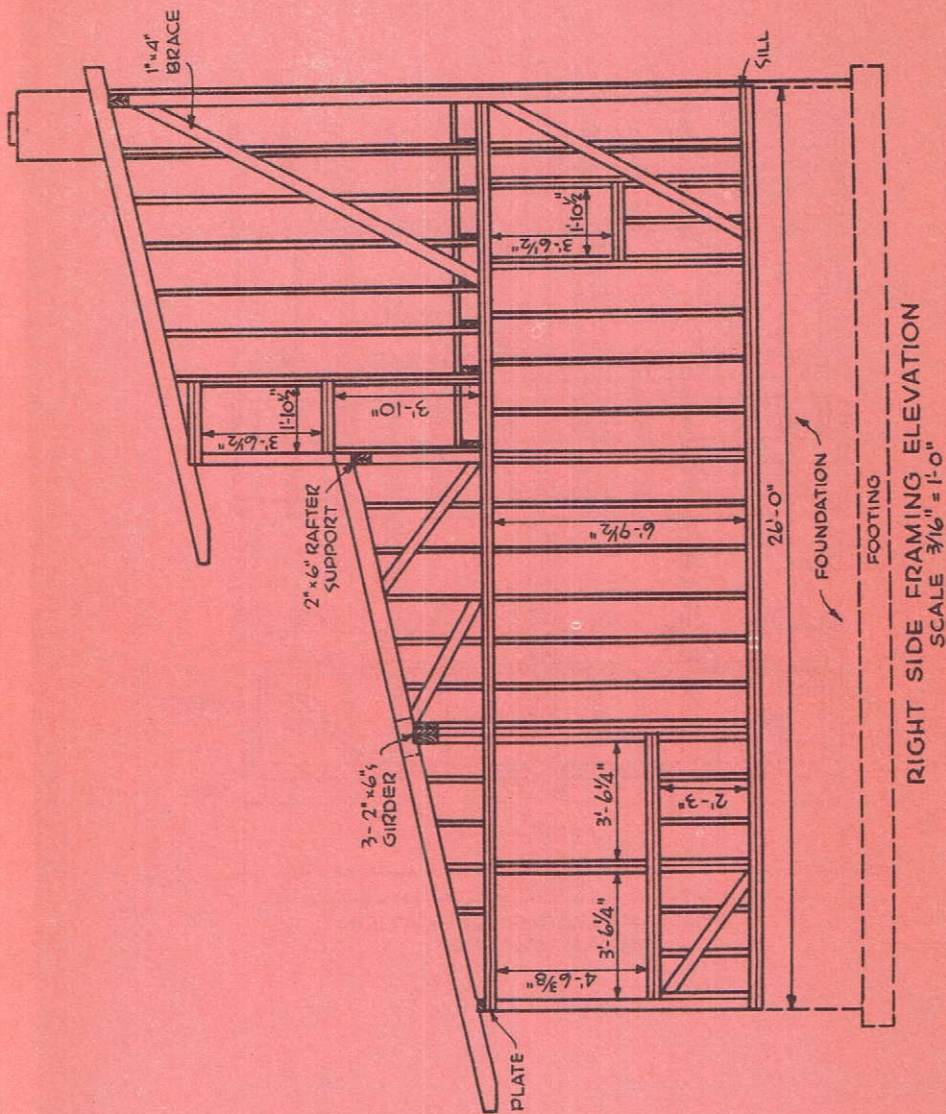 1" x 4"
BRACE
1'-10½"
3'-6½"
3'-10"
2" x 6" RAFTER
SUPPORT
3 - 2" x 6"s
GIRDER
PLATE
SILL
1'-10½"
3'-6½"
6'-9½"
3'-6¼"
3'-6¼"
4'-6⅜"
2'-3"
26'-0"
FOUNDATION
FOOTING
RIGHT SIDE FRAMING ELEVATION
SCALE 3/16" = 1'-0"